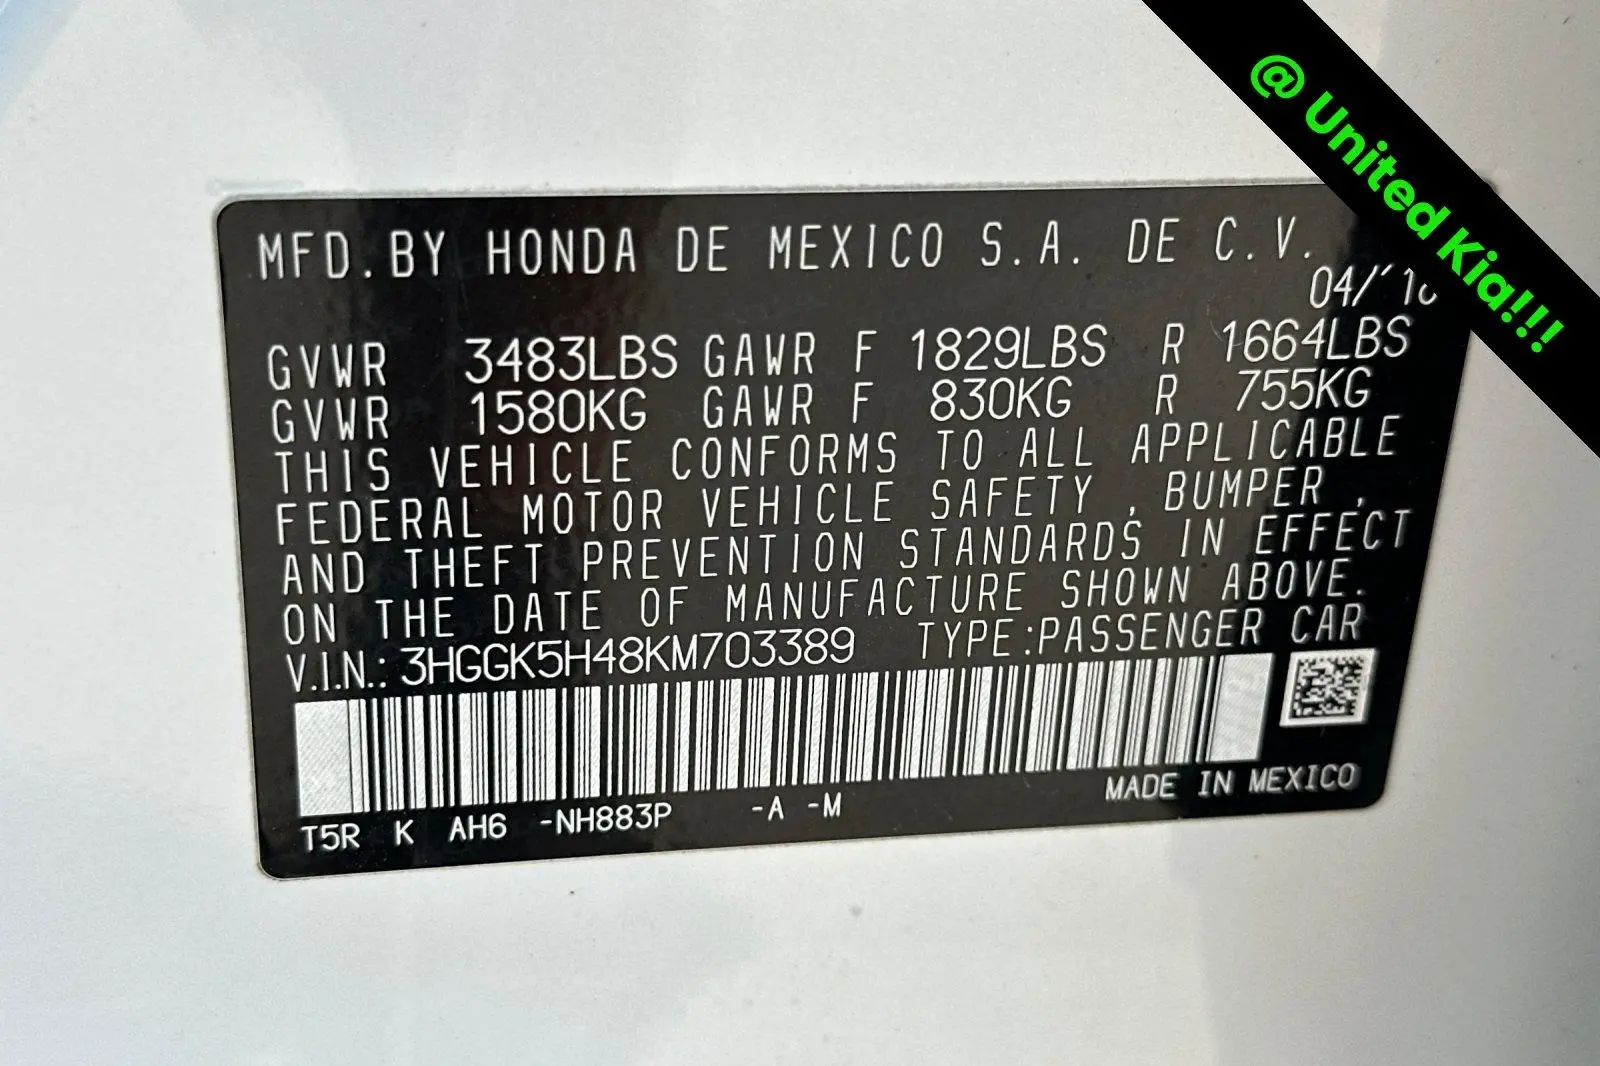 @ United Kia!!!
MFD.BY HONDA DE MEXICO S.A. DE C.V.
GVWR 3483LBS GAWR F 1829LBS R 1664LBS
GVWR 1580KG GAWR F 830KG R 755KG
THIS VEHICLE CONFORMS TO ALL APPLICABLE
FEDERAL MOTOR VEHICLE SAFETY , BUMPER ,
AND THEFT PREVENTION STANDARDS IN EFFECT
ON THE DATE OF MANUFACTURE SHOWN ABOVE.
V.I.N.: 3HGGK5H48KM703389 TYPE:PASSENGER CAR
MADE IN MEXICO
T5R K AH6 -NH883P -A -M